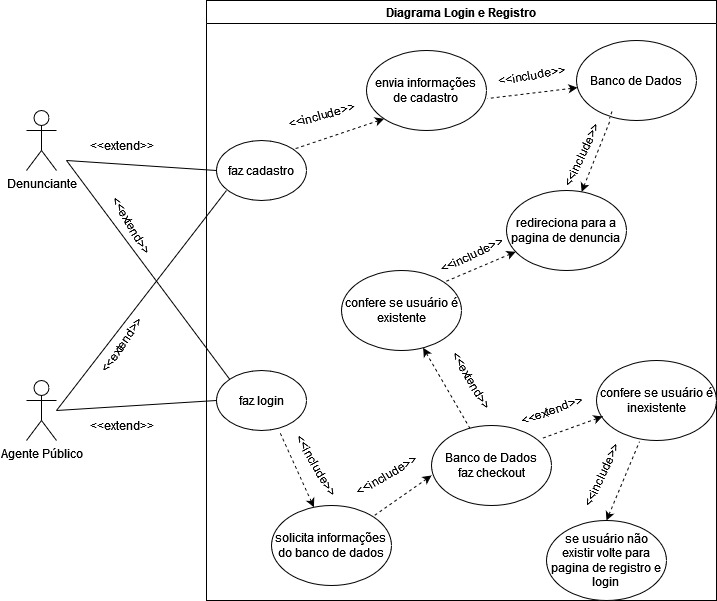 Diagrama Login e Registro
envia informações
de cadastro
<<include>>
Banco de Dados
<<include>>
<<extend>>
faz cadastro
Denunciante
<<include>>
<<extend>>
redireciona para a
pagina de denuncia
<<include>>
confere se usuário é
existente
<<extend>>
<<extend>>
faz login
confere se usuário é
inexistente
<<extend>>
<<extend>>
Agente Público
<<include>>
<<include>>
Banco de Dados
faz checkout
<<include>>
solicita informações
do banco de dados
se usuário não
existir volte para
pagina de registro e
login